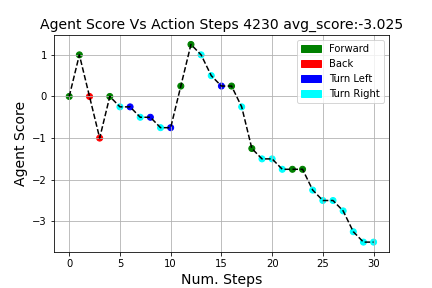 Agent Score Vs Action Steps 4230 avg_score:-3.025
Agent Score
1
0
−1
−2
−3
Forward
Back
Turn Left
Turn Right
0 5 10 15 20 25 30
Num. Steps